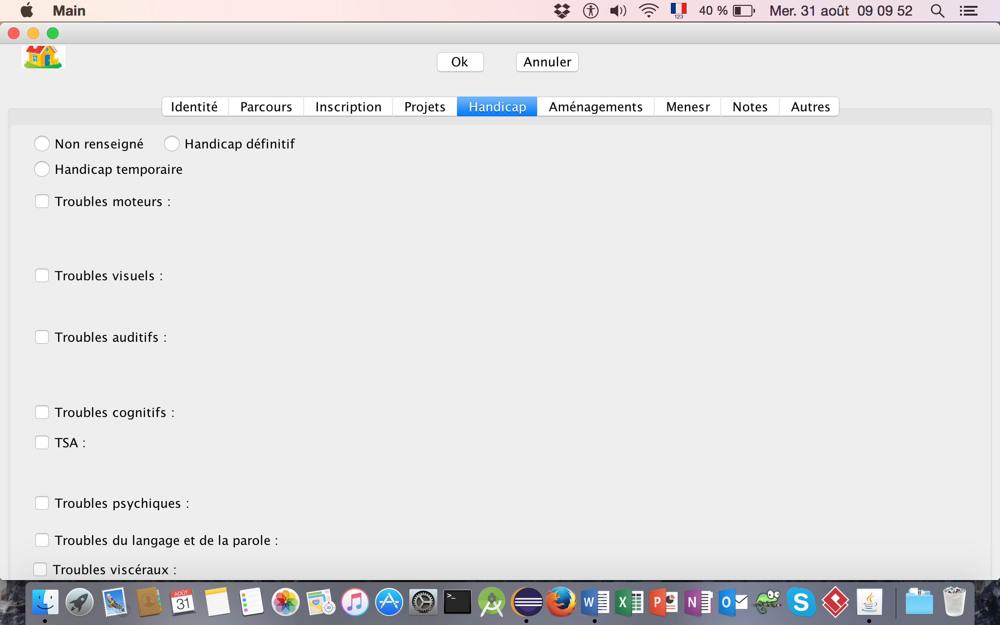 Main 123 40 % Mer. 31 août 09 09 52
Ok Annuler
Identité Parcours Inscription Projets Handicap Aménagements Menesr Notes Autres
Non renseigné Handicap définitif
Handicap temporaire
Troubles moteurs :
Troubles visuels :
Troubles auditifs :
Troubles cognitifs :
TSA :
Troubles psychiques :
Troubles du langage et de la parole :
Troubles viscéraux :
AOÛT
31
280
3D
>_
W
X
P
N
O
S